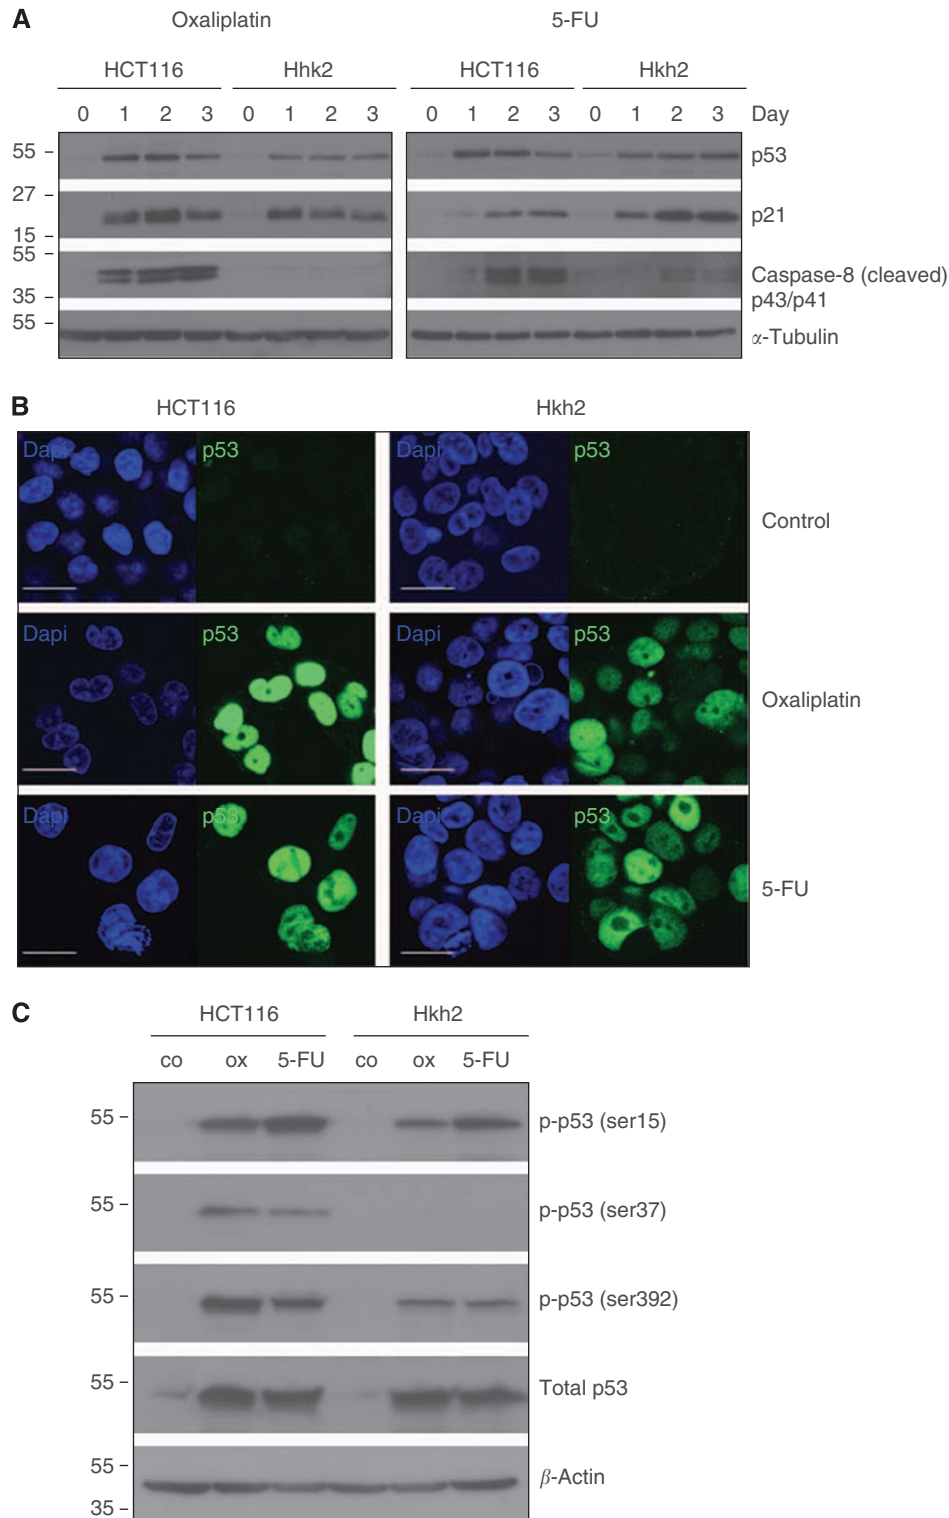 A
Oxaliplatin 5-FU
HCT116 Hhk2 HCT116 Hkh2
0 1 2 3 0 1 2 3 0 1 2 3 0 1 2 3 Day
55 – p53
27 –
p21
15 –
55 –
Caspase-8 (cleaved)
35 – p43/p41
55 –
α-Tubulin
B
HCT116 Hkh2
Dapi p53 Dapi p53
Control
Dapi p53 Dapi p53
Oxaliplatin
Dapi p53 Dapi p53
5-FU
C
HCT116 Hkh2
co ox 5-FU co ox 5-FU
55 – p-p53 (ser15)
55 – p-p53 (ser37)
55 – p-p53 (ser392)
55 – Total p53
55 –
β-Actin
35 –